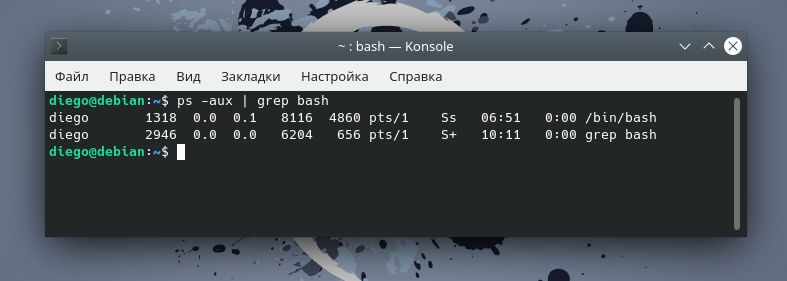 ~ : bash — Konsole
Файл Правка Вид Закладки Настройка Справка
diego@debian:~$ ps -aux | grep bash
diego 1318 0.0 0.1 8116 4860 pts/1 Ss 06:51 0:00 /bin/bash
diego 2946 0.0 0.0 6204 656 pts/1 S+ 10:11 0:00 grep bash
diego@debian:~$